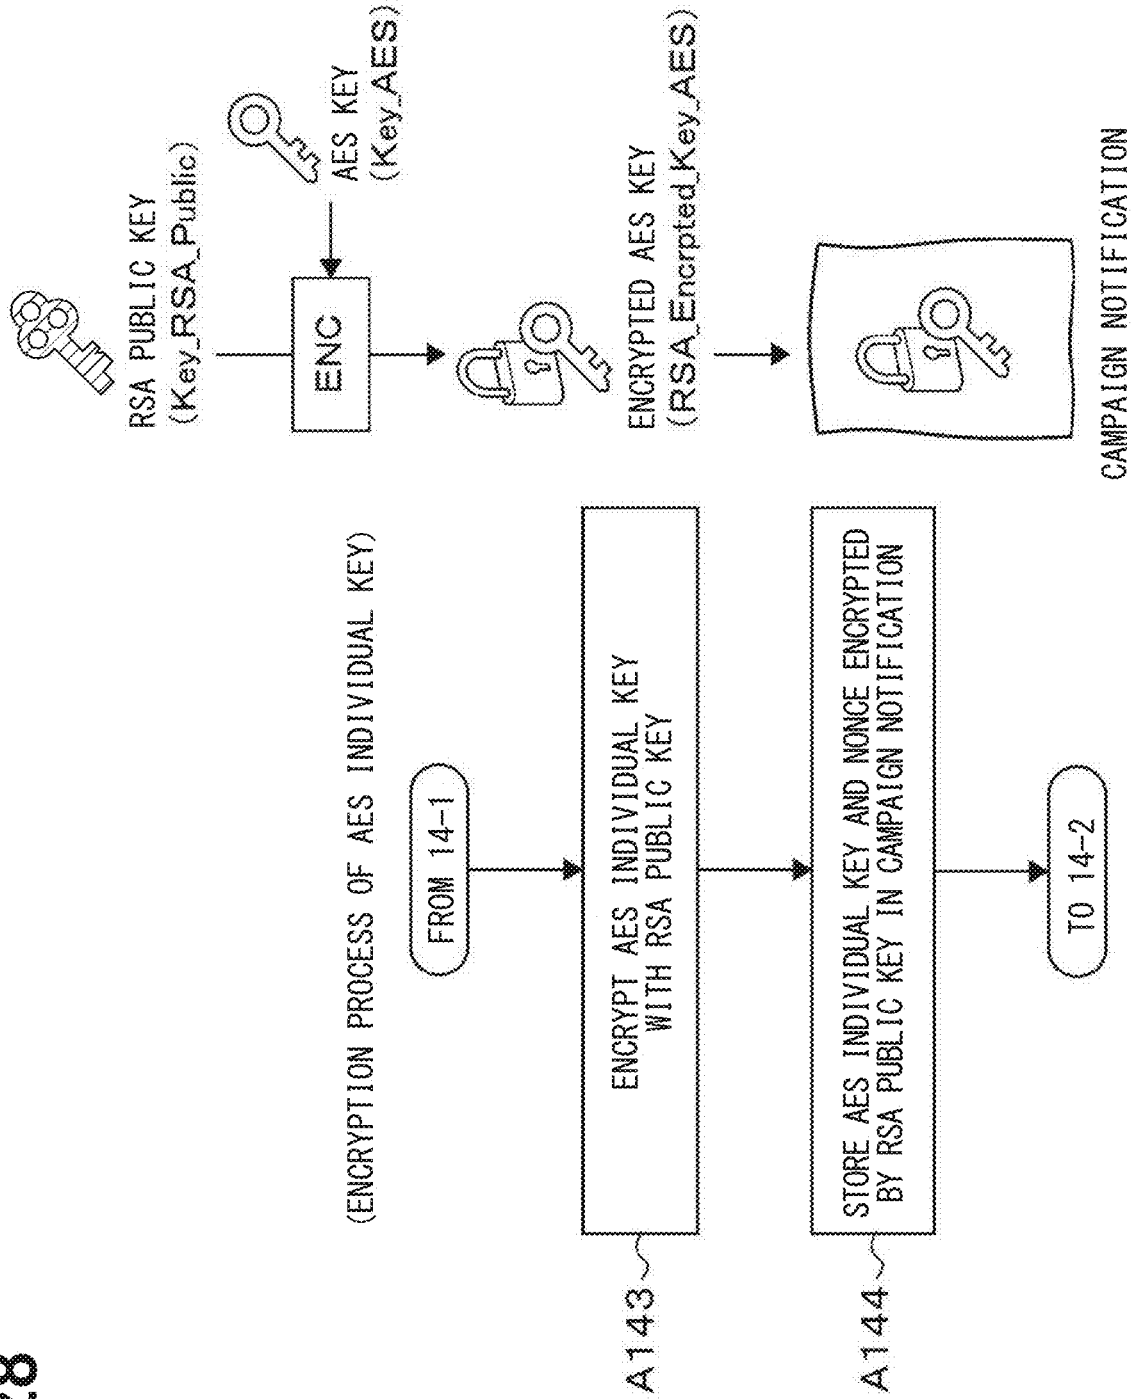 (ENCRYPTION PROCESS OF AES INDIVIDUAL KEY)
FROM 14-1
A143
ENCRYPT AES INDIVIDUAL KEY
WITH RSA PUBLIC KEY
A144
STORE AES INDIVIDUAL KEY AND NONCE ENCRYPTED
BY RSA PUBLIC KEY IN CAMPAIGN NOTIFICATION
TO 14-2
RSA PUBLIC KEY
(Key_RSA_Public)
AES KEY
(Key_AES)
ENC
ENCRYPTED AES KEY
(RSA_Encrpted_Key_AES)
CAMPAIGN NOTIFICATION